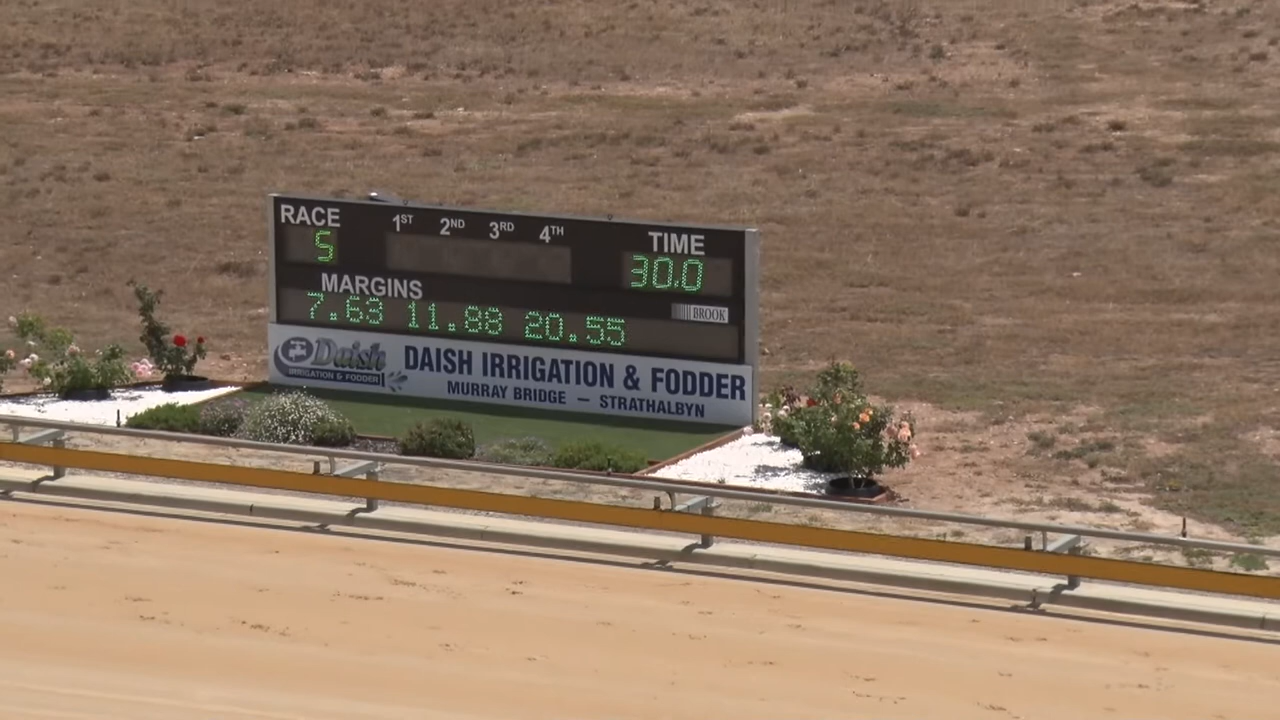 RACE 1ST 2ND 3RD 4TH TIME
5 30.0
MARGINS
7.63 11.88 20.55
BROOK
Daish
IRRIGATION & FODDER
DAISH IRRIGATION & FODDER
MURRAY BRIDGE – STRATHALBYN